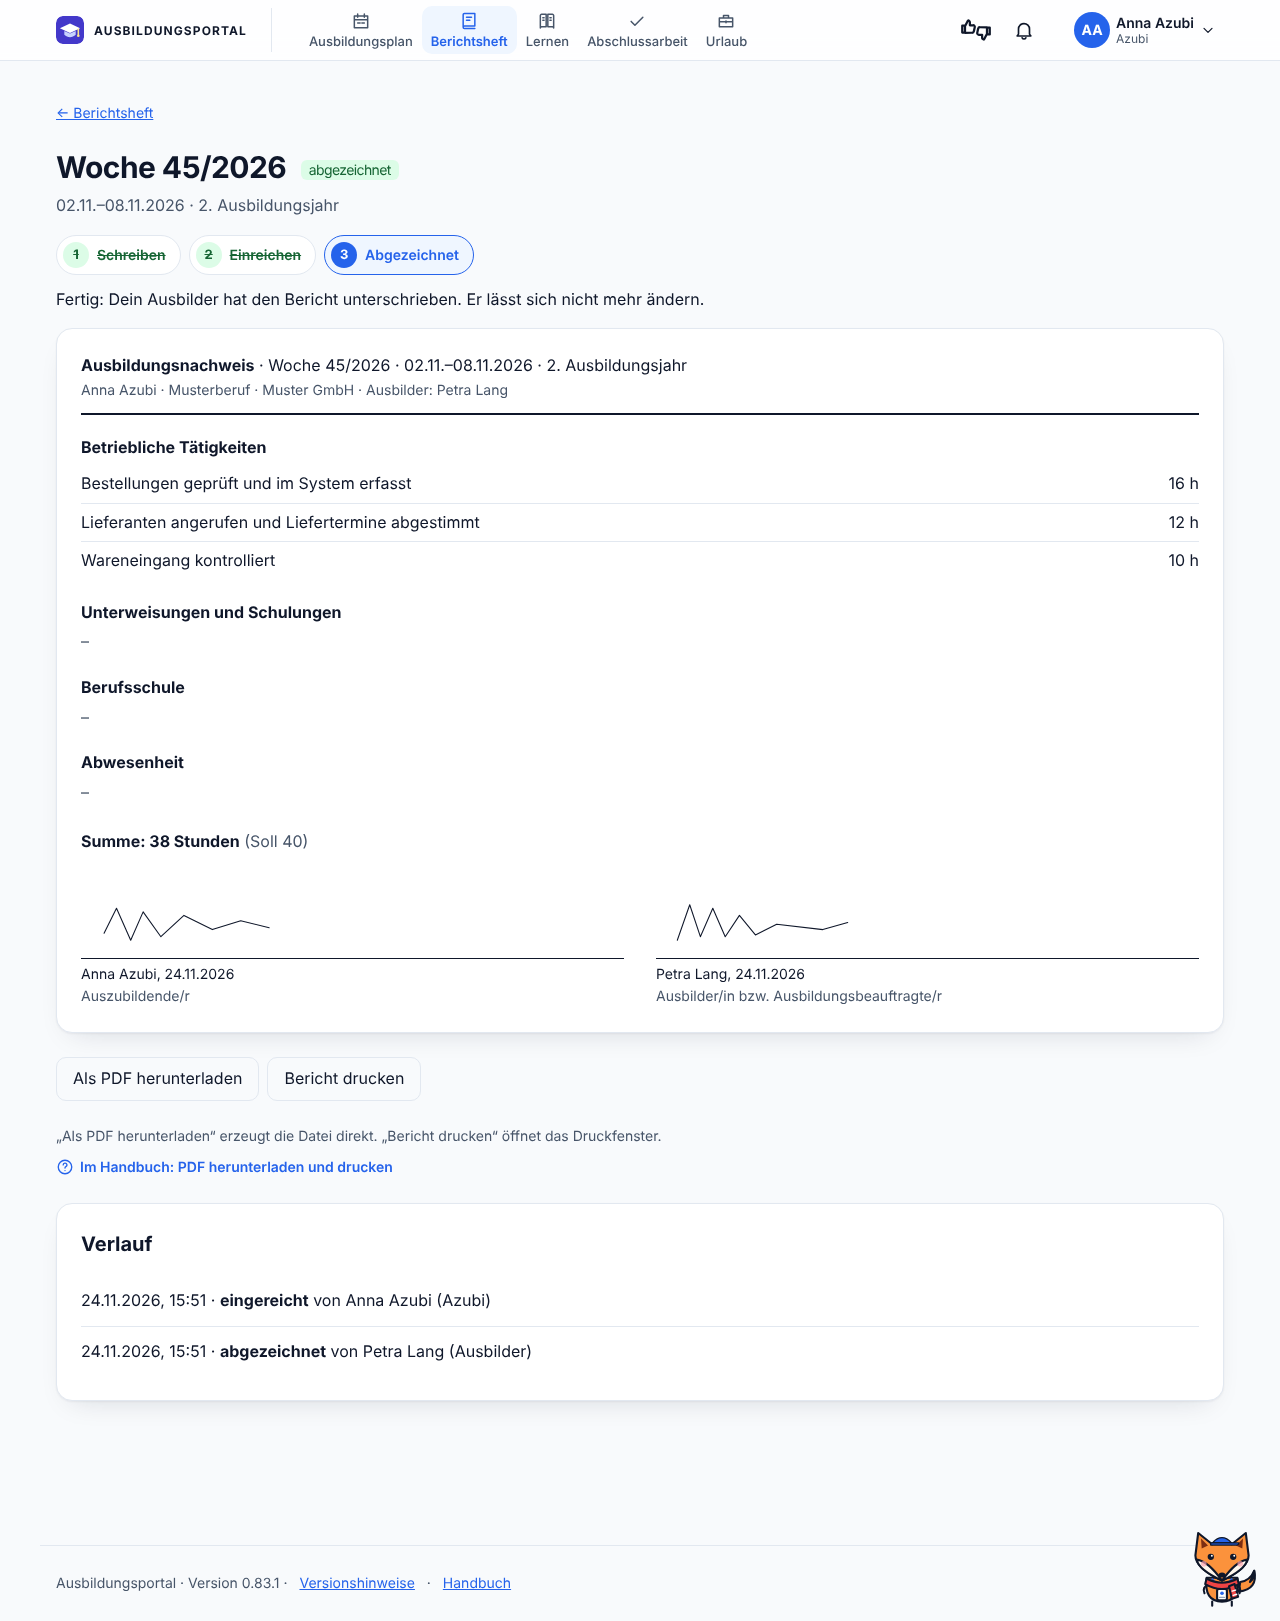 AUSBILDUNGSPORTAL
Ausbildungsplan
Berichtsheft
Lernen
Abschlussarbeit
Urlaub
AA
Anna Azubi
Azubi
← Berichtsheft
Woche 45/2026 abgezeichnet
02.11.–08.11.2026 · 2. Ausbildungsjahr
1 Schreiben
2 Einreichen
3 Abgezeichnet
Fertig: Dein Ausbilder hat den Bericht unterschrieben. Er lässt sich nicht mehr ändern.
Ausbildungsnachweis · Woche 45/2026 · 02.11.–08.11.2026 · 2. Ausbildungsjahr
Anna Azubi · Musterberuf · Muster GmbH · Ausbilder: Petra Lang
Betriebliche Tätigkeiten
Bestellungen geprüft und im System erfasst 16 h
Lieferanten angerufen und Liefertermine abgestimmt 12 h
Wareneingang kontrolliert 10 h
Unterweisungen und Schulungen
–
Berufsschule
–
Abwesenheit
–
Summe: 38 Stunden (Soll 40)
Anna Azubi, 24.11.2026
Auszubildende/r
Petra Lang, 24.11.2026
Ausbilder/in bzw. Ausbildungsbeauftragte/r
Als PDF herunterladen
Bericht drucken
„Als PDF herunterladen“ erzeugt die Datei direkt. „Bericht drucken“ öffnet das Druckfenster.
Im Handbuch: PDF herunterladen und drucken
Verlauf
24.11.2026, 15:51 · eingereicht von Anna Azubi (Azubi)
24.11.2026, 15:51 · abgezeichnet von Petra Lang (Ausbilder)
Ausbildungsportal · Version 0.83.1 · Versionshinweise · Handbuch